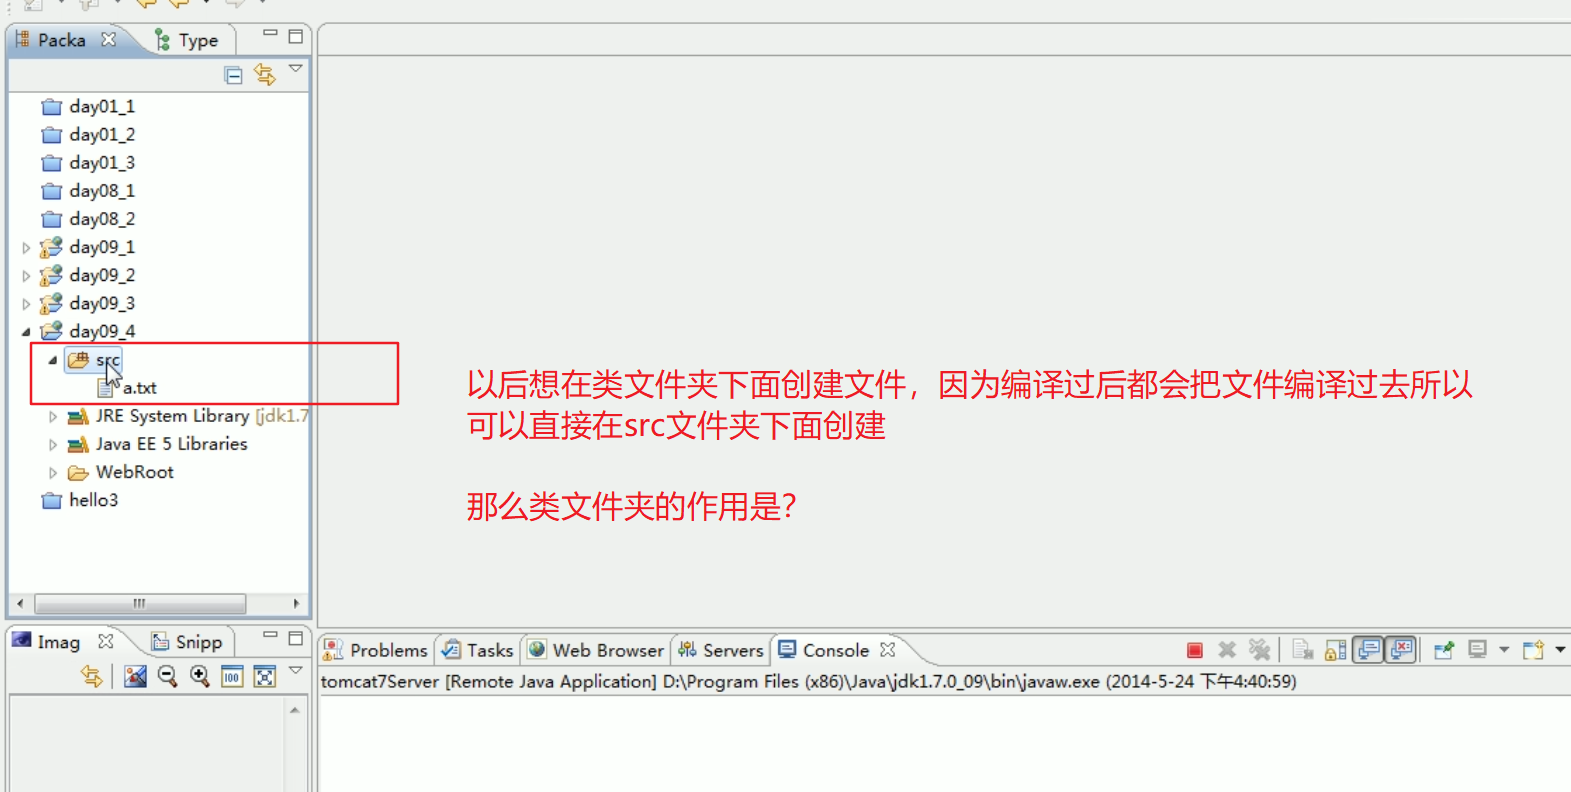 Packa
Type
day01_1
day01_2
day01_3
day08_1
day08_2
day09_1
day09_2
day09_3
day09_4
src
a.txt
JRE System Library [jdk1.7
Java EE 5 Libraries
WebRoot
hello3
以后想在类文件夹下面创建文件，因为编译过后都会把文件编译过去所以
可以直接在src文件夹下面创建
那么类文件夹的作用是？
Imag
Snipp
100
Problems
Tasks
Web Browser
Servers
Console
tomcat7Server [Remote Java Application] D:\Program Files (x86)\Java\jdk1.7.0_09\bin\javaw.exe (2014-5-24 下午4:40:59)